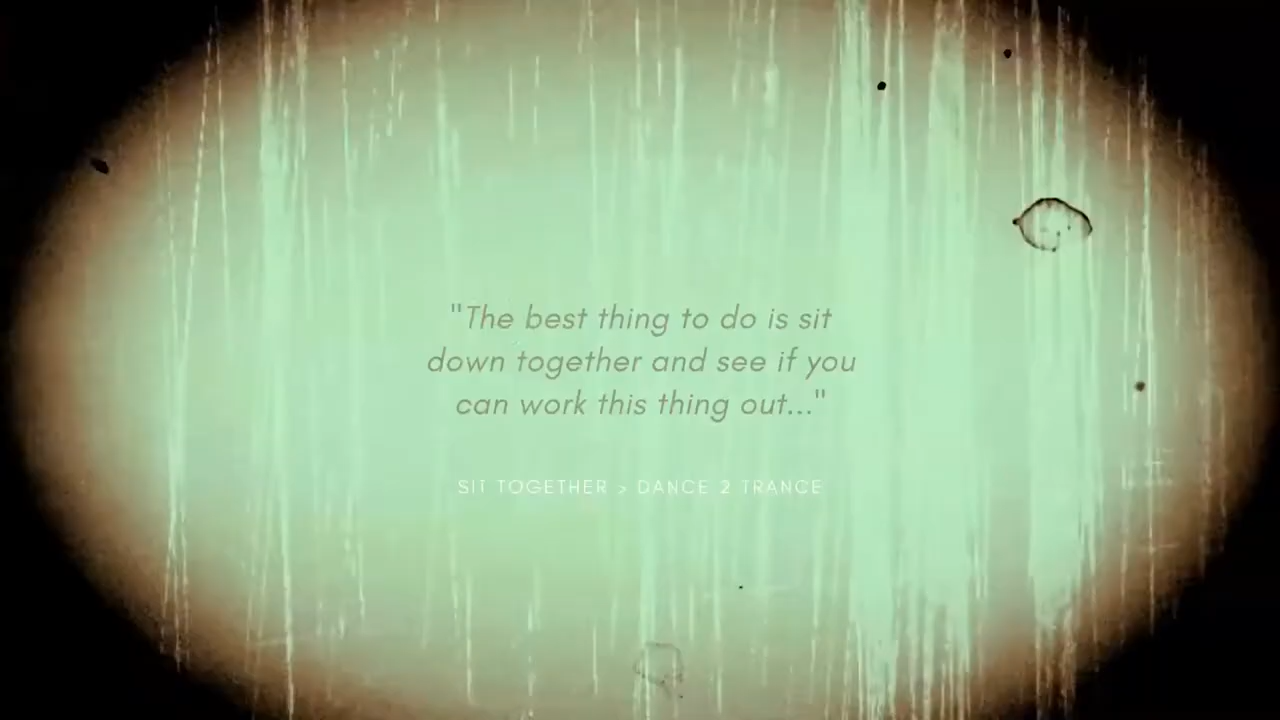 "The best thing to do is sit
down together and see if you
can work this thing out..."
SIT TOGETHER > DANCE 2 TRANCE